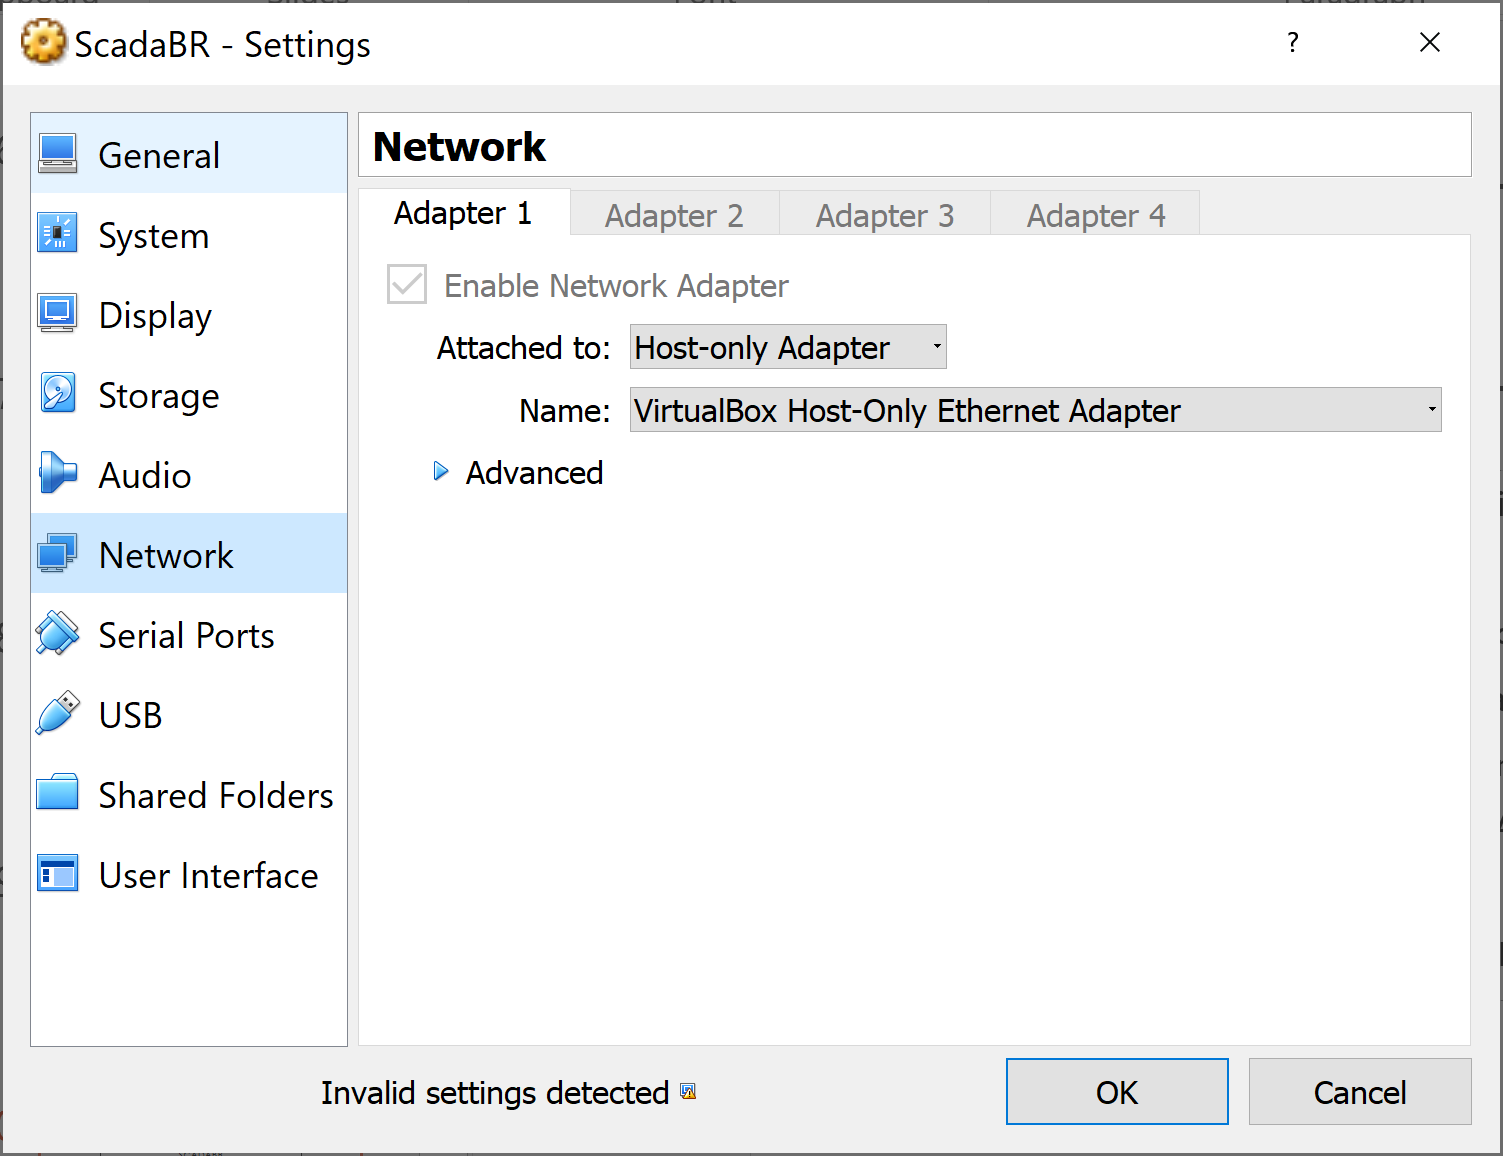 ScadaBR - Settings
?
General
System
Display
Storage
Audio
Network
Serial Ports
USB
Shared Folders
User Interface
Network
Adapter 1 Adapter 2 Adapter 3 Adapter 4
Enable Network Adapter
Attached to: Host-only Adapter
Name: VirtualBox Host-Only Ethernet Adapter
Advanced
Invalid settings detected
OK Cancel